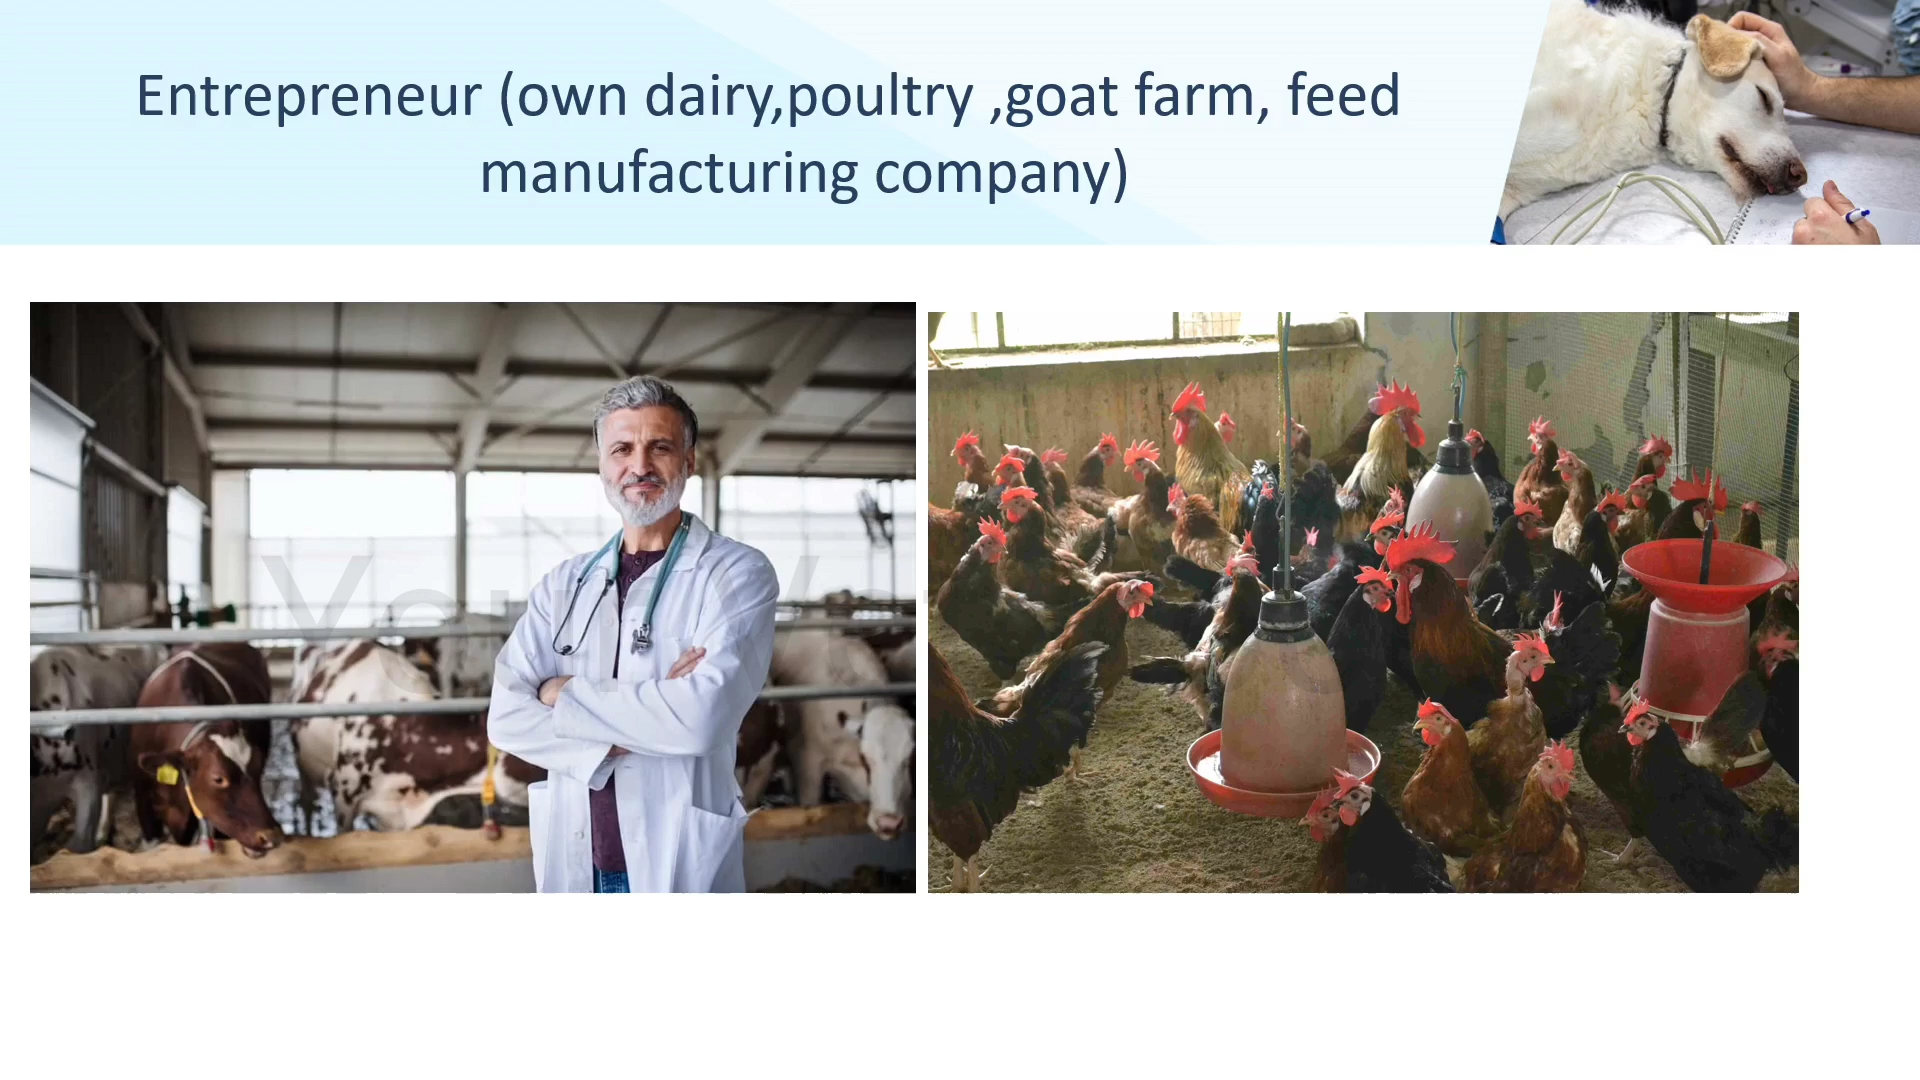 Entrepreneur (own dairy,poultry ,goat farm, feed
manufacturing company)